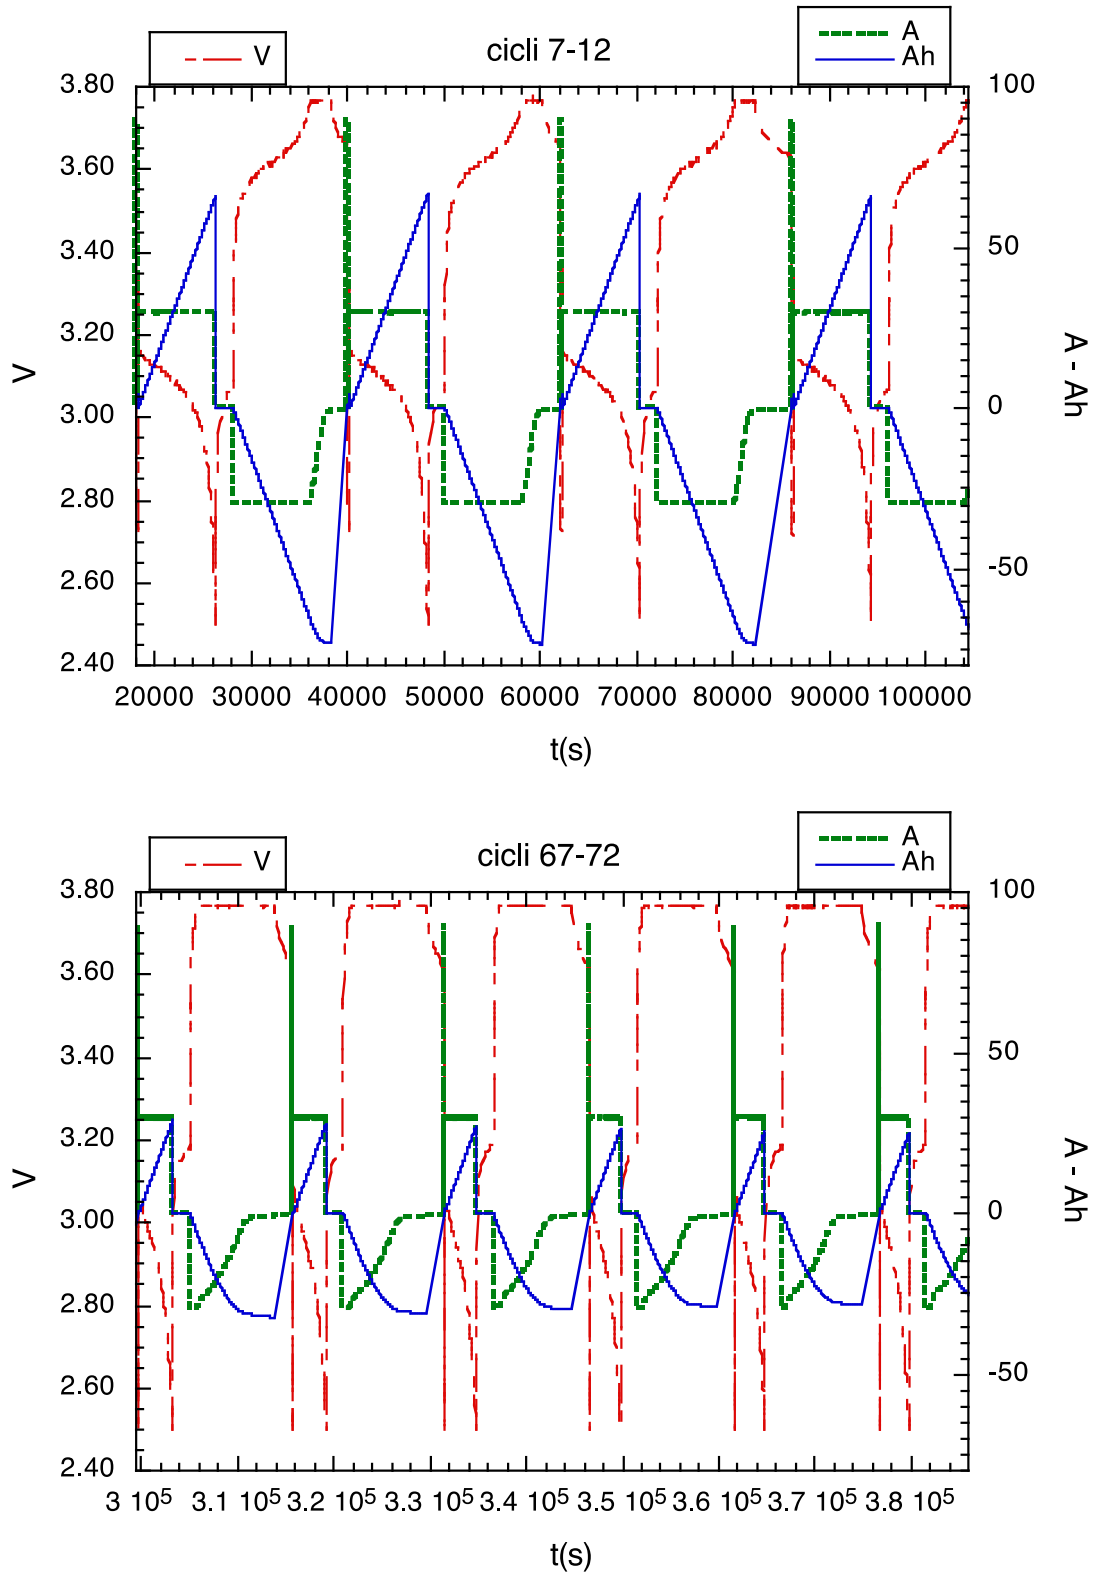 V
cicli 7-12
A
Ah
3.80
3.60
3.40
3.20
3.00
2.80
2.60
2.40
V
100
50
0
-50
A - Ah
20000 30000 40000 50000 60000 70000 80000 90000 100000
t(s)
V
cicli 67-72
A
Ah
3.80
3.60
3.40
3.20
3.00
2.80
2.60
2.40
V
100
50
0
-50
A - Ah
3 10⁵ 3.1 10⁵ 3.2 10⁵ 3.3 10⁵ 3.4 10⁵ 3.5 10⁵ 3.6 10⁵ 3.7 10⁵ 3.8 10⁵
t(s)